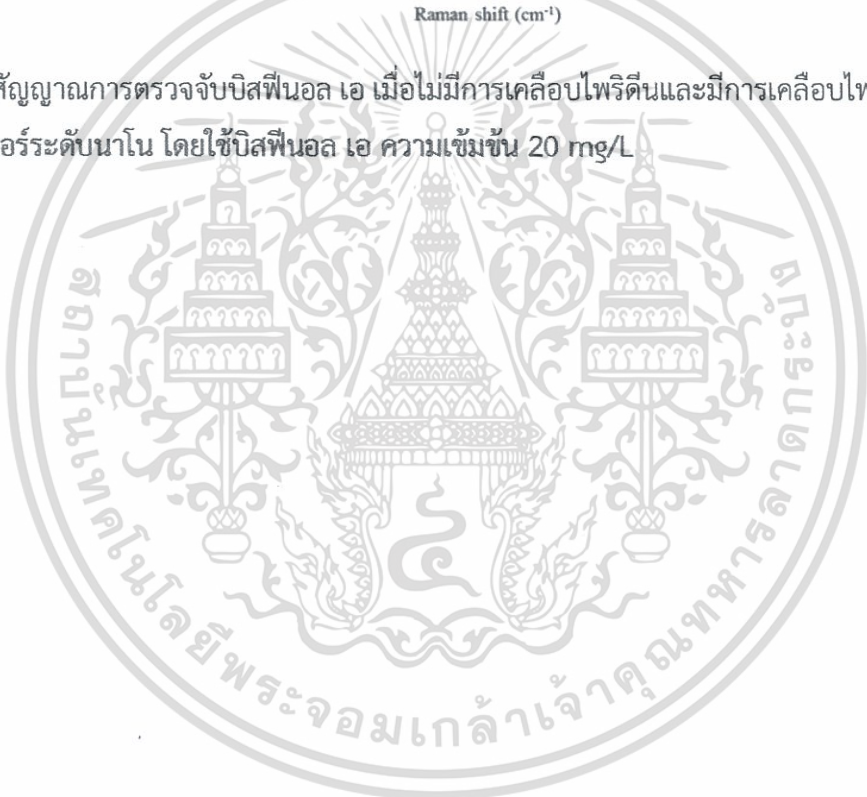 Raman shift (cm⁻¹)
สัญญาณการตรวจจับบิสฟีนอล เอ เมื่อไม่มีการเคลือบไพริดีนและมีการเคลือบไพ
อร์ระดับนาโน โดยใช้บิสฟีนอล เอ ความเข้มข้น 20 mg/L
สถาบันเทคโนโลยีพระจอมเกล้าเจ้าคุณทหารลาดกระบัง